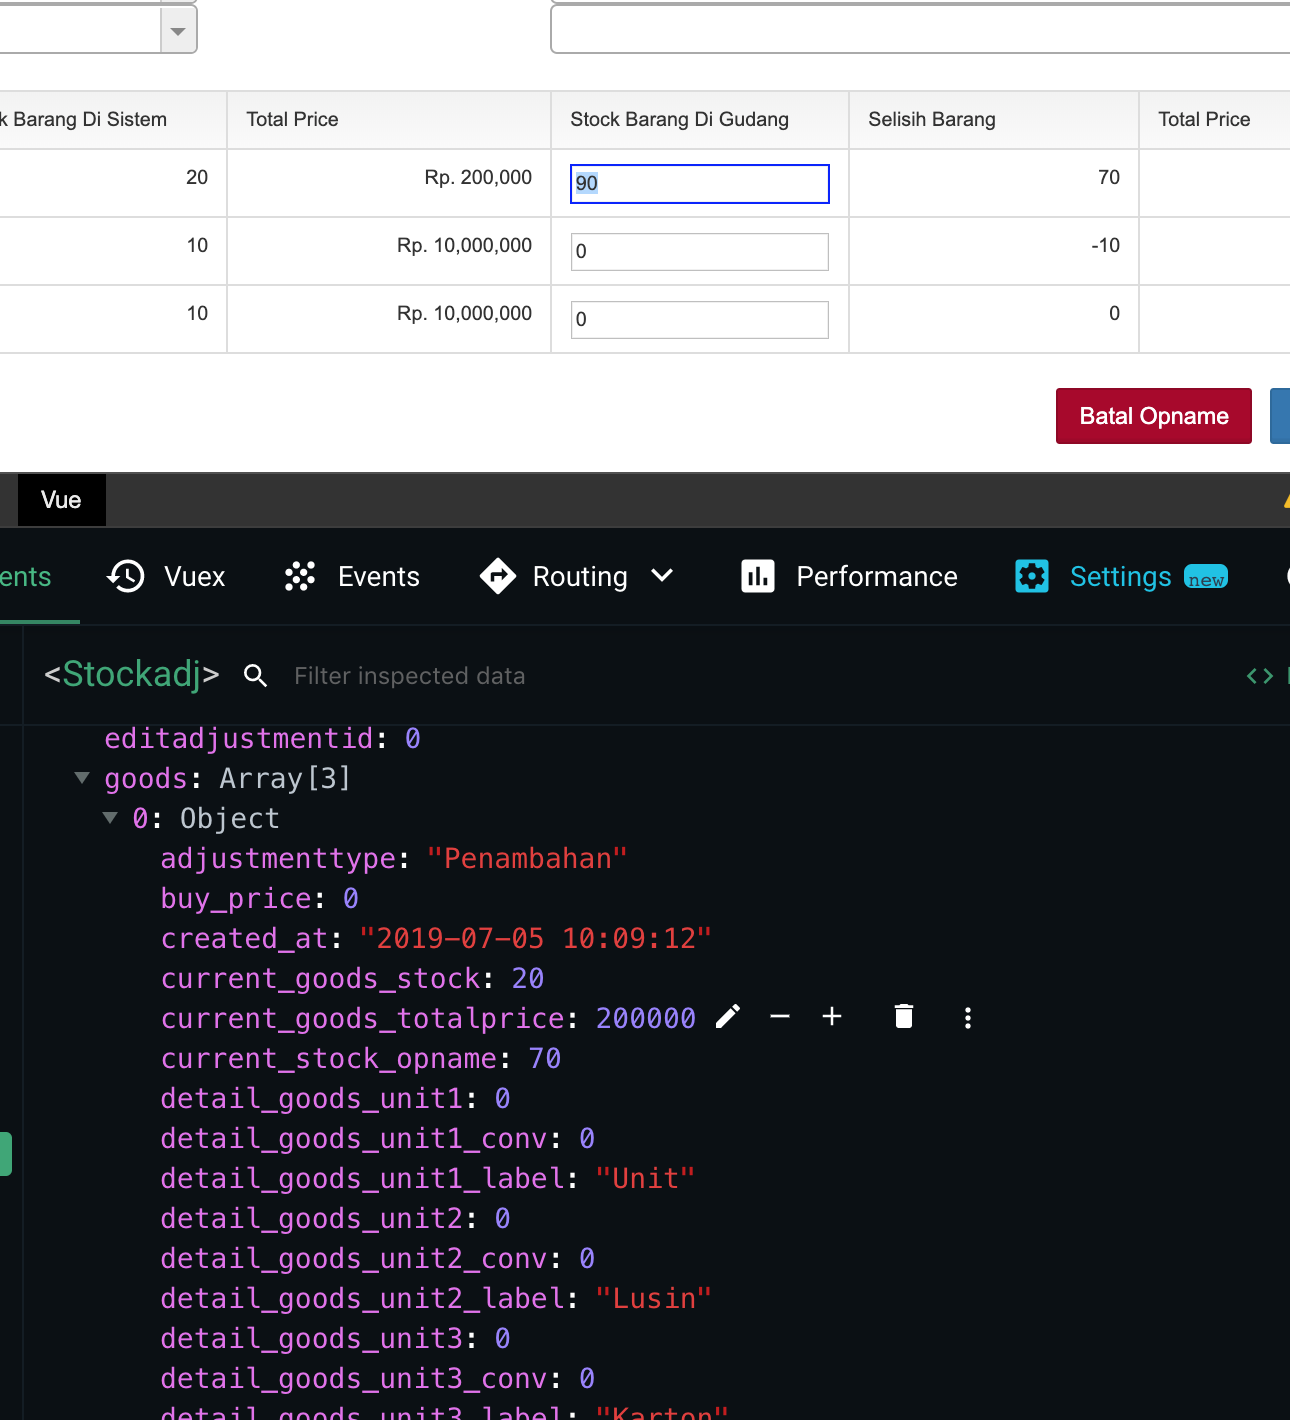 k Barang Di Sistem Total Price Stock Barang Di Gudang Selisih Barang Total Price
20 Rp. 200,000 90 70
10 Rp. 10,000,000 0 -10
10 Rp. 10,000,000 0 0
Batal Opname
Vue
ents Vuex Events Routing Performance Settings new
<Stockadj> Filter inspected data <>
editadjustmentid: 0
goods: Array[3]
0: Object
adjustmenttype: "Penambahan"
buy_price: 0
created_at: "2019-07-05 10:09:12"
current_goods_stock: 20
current_goods_totalprice: 200000
current_stock_opname: 70
detail_goods_unit1: 0
detail_goods_unit1_conv: 0
detail_goods_unit1_label: "Unit"
detail_goods_unit2: 0
detail_goods_unit2_conv: 0
detail_goods_unit2_label: "Lusin"
detail_goods_unit3: 0
detail_goods_unit3_conv: 0
detail_goods_unit3_label: "Karton"